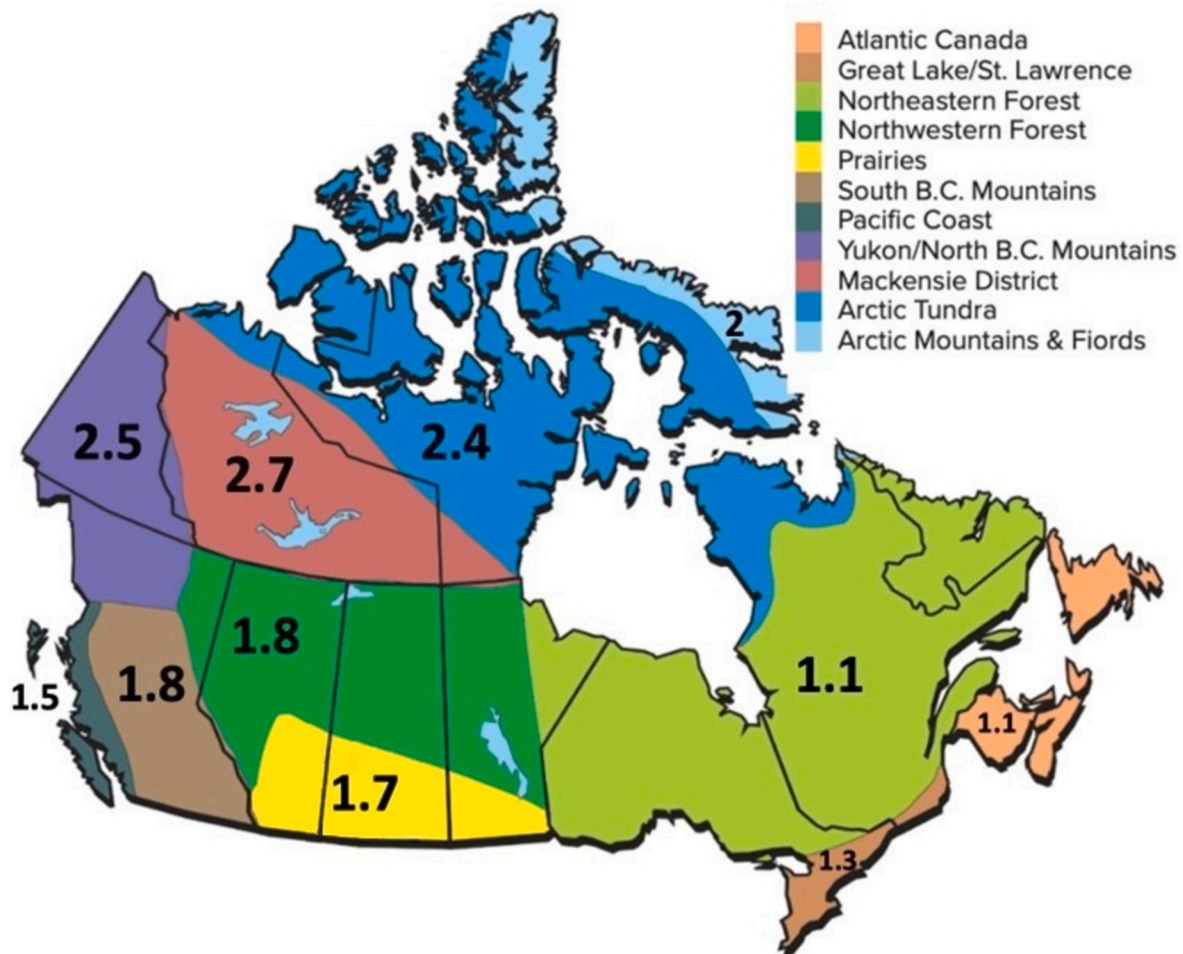 Atlantic Canada
Great Lake/St. Lawrence
Northeastern Forest
Northwestern Forest
Prairies
South B.C. Mountains
Pacific Coast
Yukon/North B.C. Mountains
Mackensie District
Arctic Tundra
Arctic Mountains & Fiords
2
2.5
2.4
2.7
1.8
1.1
1.5
1.8
1.1
1.7
1.3